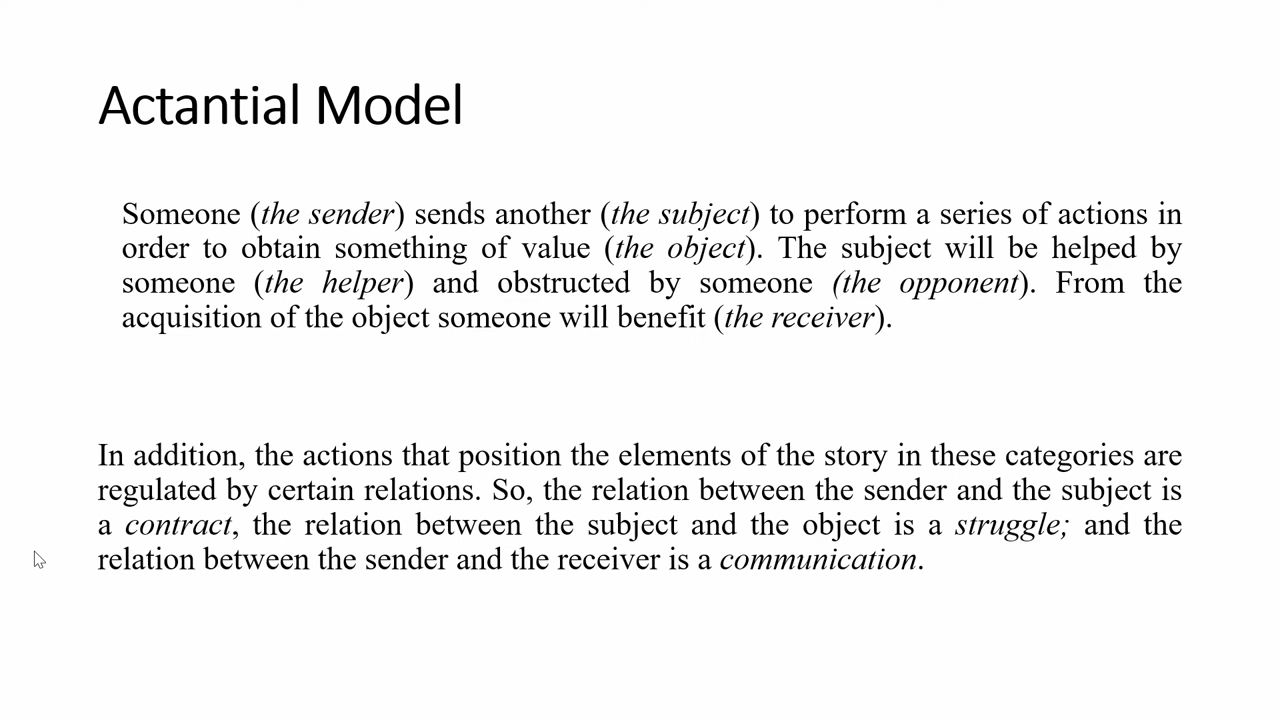 Actantial Model
Someone (the sender) sends another (the subject) to perform a series of actions in
order to obtain something of value (the object). The subject will be helped by
someone (the helper) and obstructed by someone (the opponent). From the
acquisition of the object someone will benefit (the receiver).
In addition, the actions that position the elements of the story in these categories are
regulated by certain relations. So, the relation between the sender and the subject is
a contract, the relation between the subject and the object is a struggle; and the
relation between the sender and the receiver is a communication.